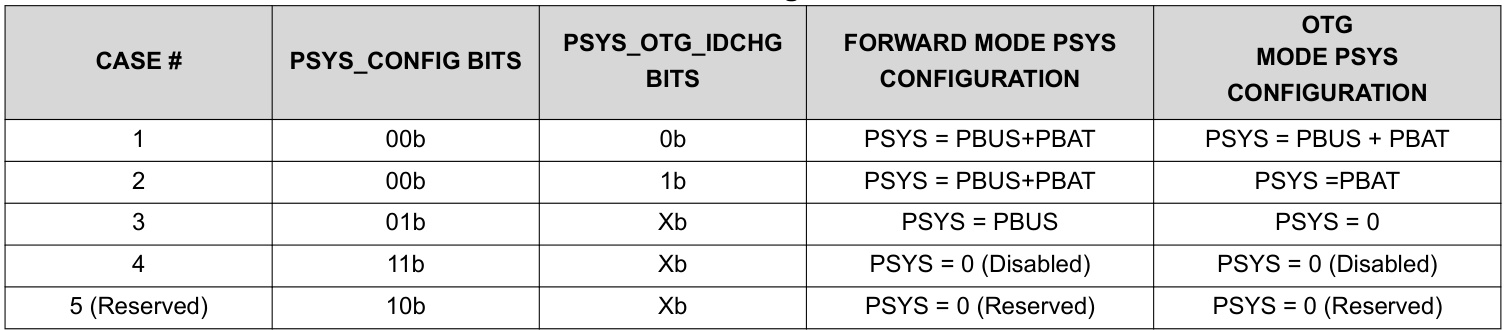 CASE # PSYS_CONFIG BITS PSYS_OTG_IDCHG BITS FORWARD MODE PSYS CONFIGURATION OTG MODE PSYS CONFIGURATION
1 00b 0b PSYS = PBUS+PBAT PSYS = PBUS + PBAT
2 00b 1b PSYS = PBUS+PBAT PSYS =PBAT
3 01b Xb PSYS = PBUS PSYS = 0
4 11b Xb PSYS = 0 (Disabled) PSYS = 0 (Disabled)
5 (Reserved) 10b Xb PSYS = 0 (Reserved) PSYS = 0 (Reserved)